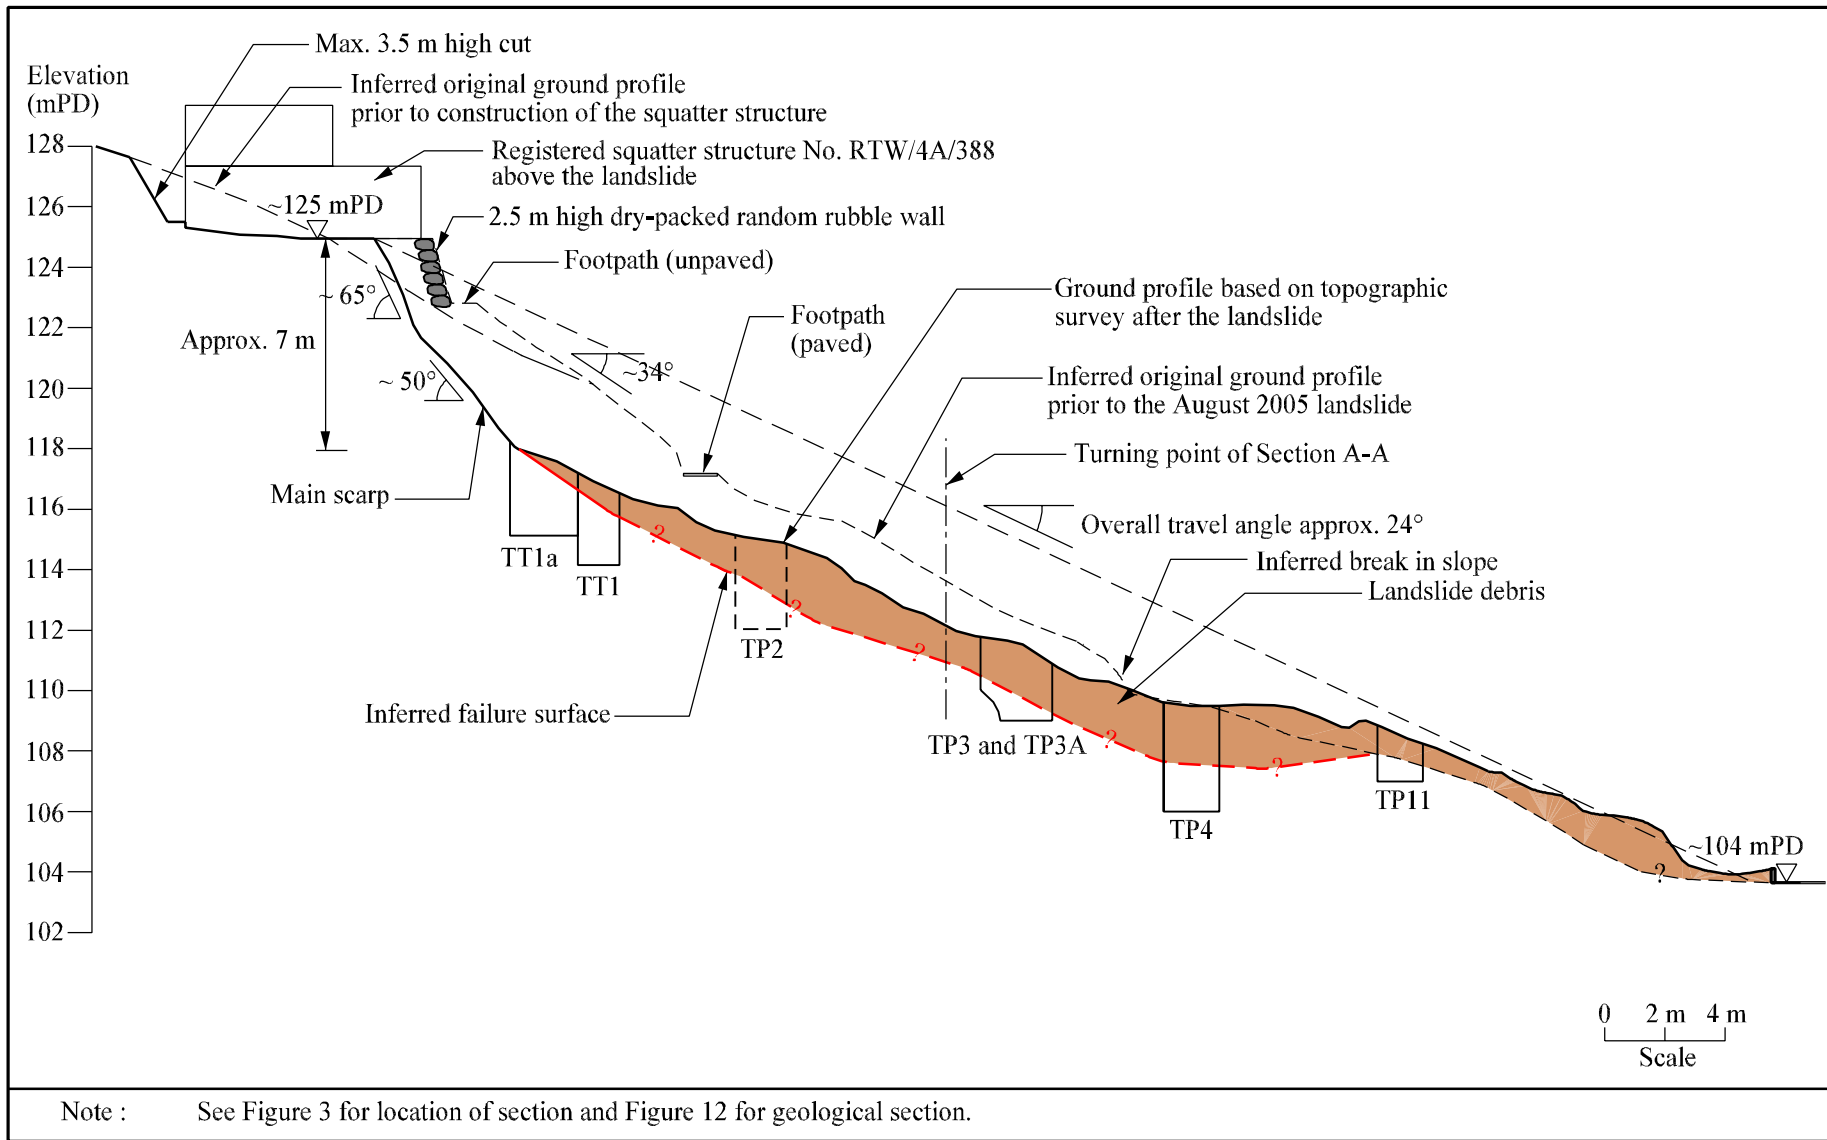 Max. 3.5 m high cut
Elevation
(mPD)
Inferred original ground profile
prior to construction of the squatter structure
128
Registered squatter structure No. RTW/4A/388
above the landslide
126
~125 mPD
2.5 m high dry-packed random rubble wall
124
Footpath (unpaved)
~ 65°
Ground profile based on topographic
survey after the landslide
Footpath
(paved)
122
Approx. 7 m
~34°
~ 50°
120
Inferred original ground profile
prior to the August 2005 landslide
118
Turning point of Section A-A
Main scarp
116
Overall travel angle approx. 24°
?
TT1a
Inferred break in slope
114
TT1
Landslide debris
?
112
TP2
?
110
Inferred failure surface
TP3 and TP3A
?
108
?
TP11
106
TP4
~104 mPD
104
?
102
0 2 m 4 m
Scale
Note : See Figure 3 for location of section and Figure 12 for geological section.